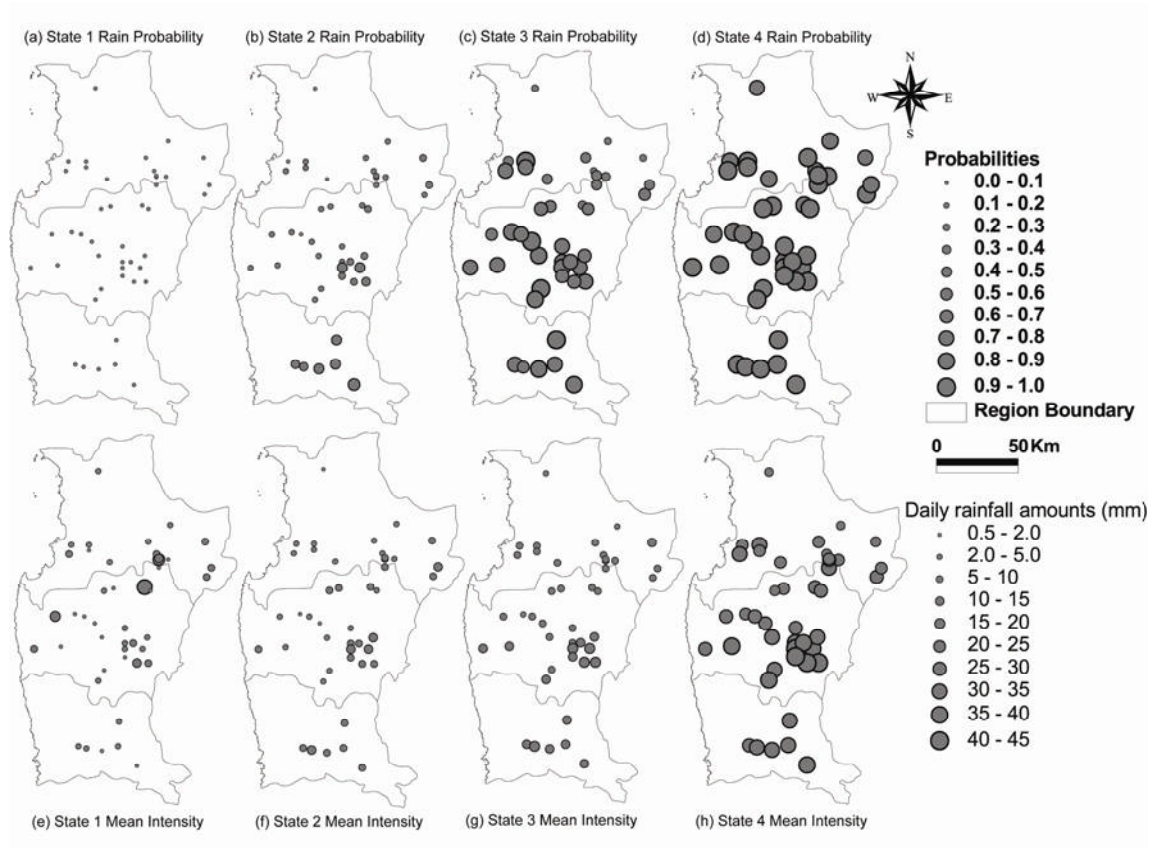 (a) State 1 Rain Probability
(b) State 2 Rain Probability
(c) State 3 Rain Probability
(d) State 4 Rain Probability
N
W
E
S
Probabilities
0.0 - 0.1
0.1 - 0.2
0.2 - 0.3
0.3 - 0.4
0.4 - 0.5
0.5 - 0.6
0.6 - 0.7
0.7 - 0.8
0.8 - 0.9
0.9 - 1.0
Region Boundary
0 50 Km
Daily rainfall amounts (mm)
0.5 - 2.0
2.0 - 5.0
5 - 10
10 - 15
15 - 20
20 - 25
25 - 30
30 - 35
35 - 40
40 - 45
(e) State 1 Mean Intensity
(f) State 2 Mean Intensity
(g) State 3 Mean Intensity
(h) State 4 Mean Intensity